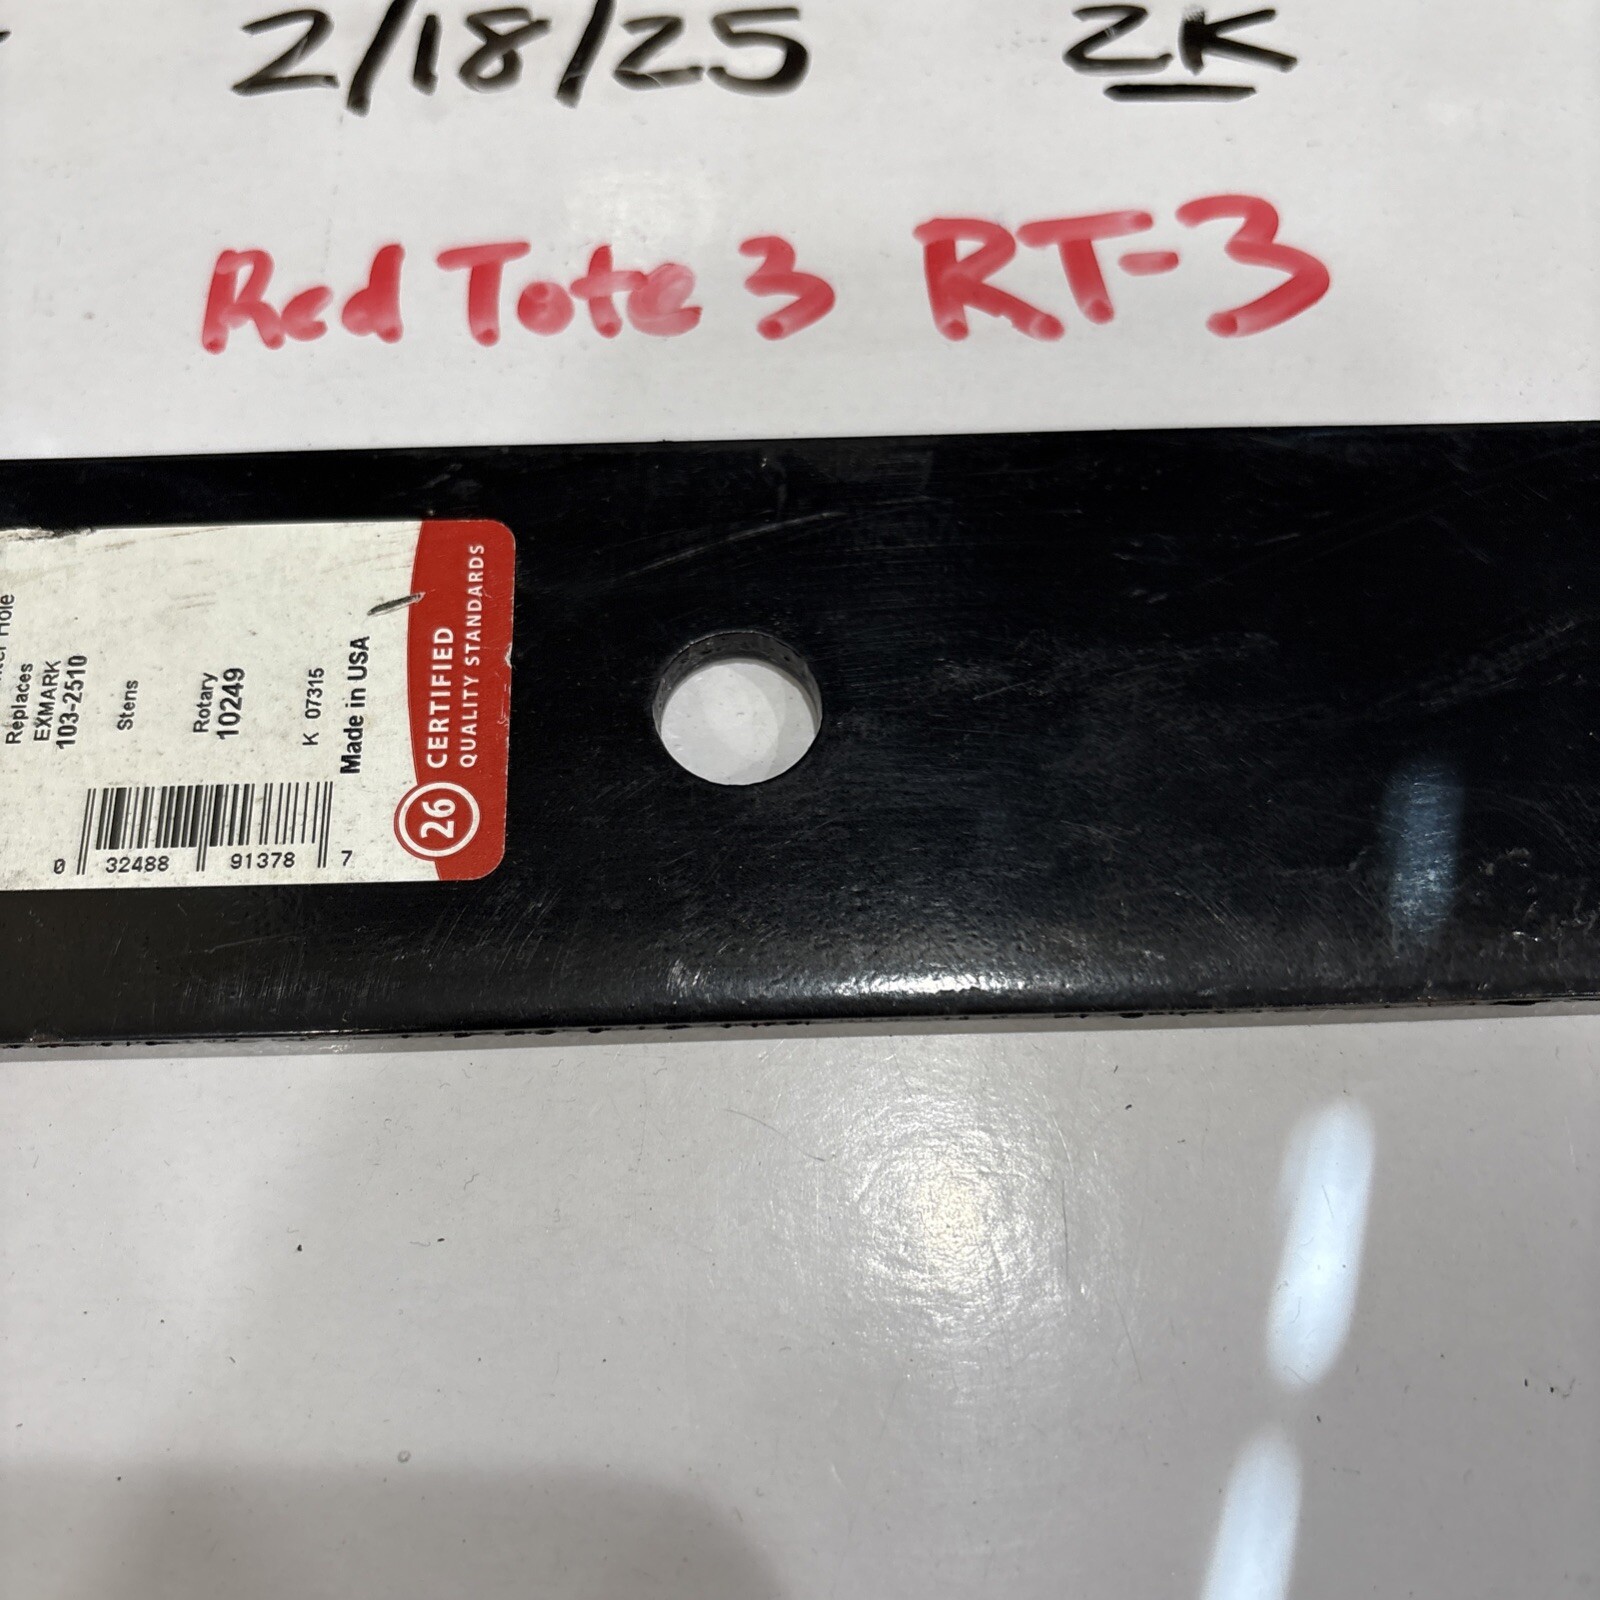 2/18/25 2K
Red Tote 3 RT-3
Hole
Replaces
EXMARK
103-2510
Stens
Rotary
10249
K 07315
Made in USA
0 32488 91378 7
26 CERTIFIED
QUALITY STANDARDS